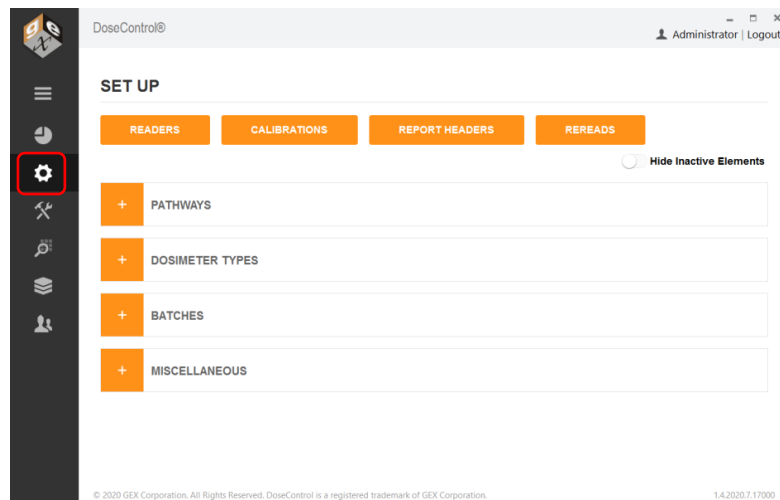 gex
DoseControl®
Administrator | Logout
SET UP
READERS CALIBRATIONS REPORT HEADERS REREADS
Hide Inactive Elements
+ PATHWAYS
+ DOSIMETER TYPES
+ BATCHES
+ MISCELLANEOUS
© 2020 GEX Corporation. All Rights Reserved. DoseControl is a registered trademark of GEX Corporation. 1.4.2020.7.17000